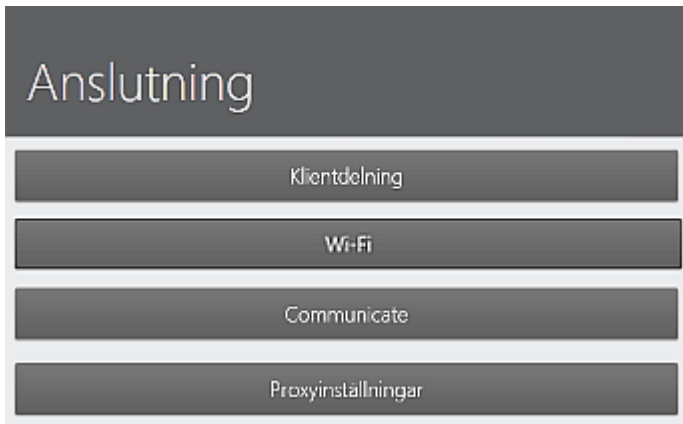 Anslutning
Klientdelning
Wi-Fi
Communicate
Proxyinställningar